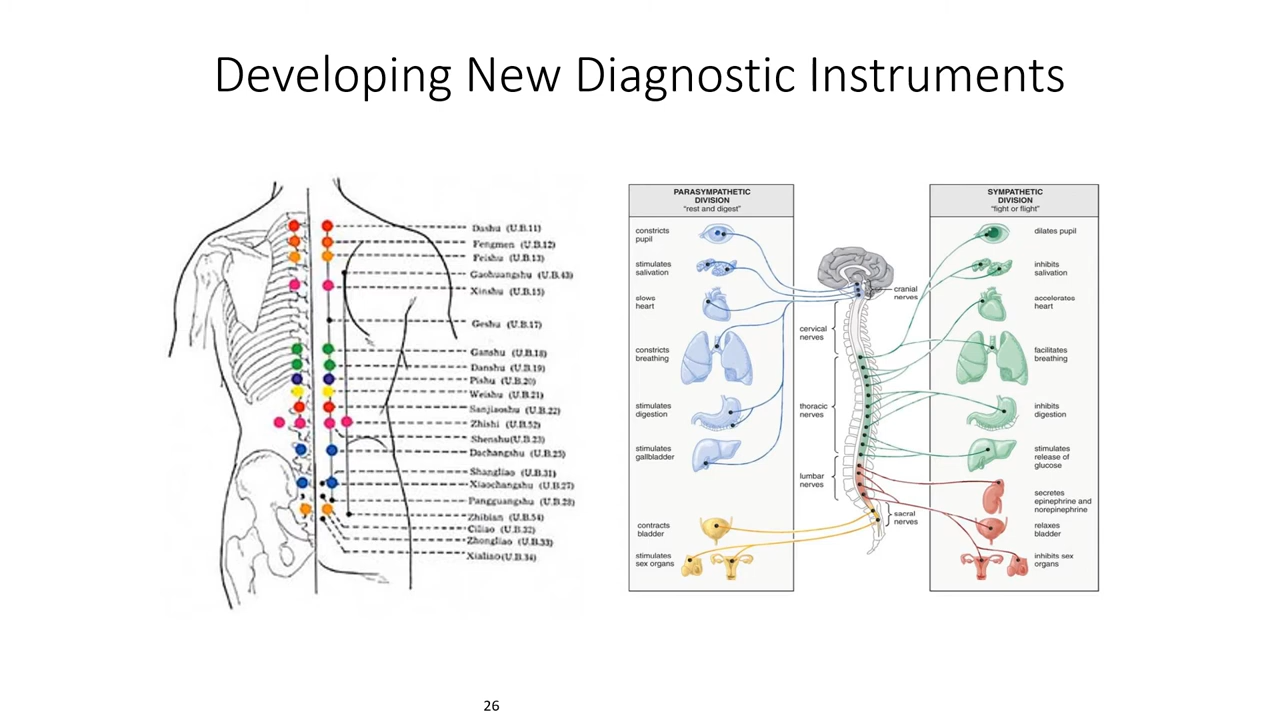 Developing New Diagnostic Instruments
Dashu (U.B.11)
Fengmen (U.B.12)
Feishu (U.B.13)
Gaohuangshu (U.B.43)
Xinshu (U.B.15)
Geshu (U.B.17)
Ganshu (U.B.18)
Danshu (U.B.19)
Pishu (U.B.20)
Weishu (U.B.21)
Sanjiaoshu (U.B.22)
Zhishi (U.B.52)
Shenshu(U.B.23)
Dachangshu (U.B.25)
Shangliao (U.B.31)
Xiaochangshu (U.B.27)
Pangguangshu (U.B.28)
Zhibian (U.B.54)
Ciliao (U.B.32)
Zhongliao (U.B.33)
Xialiao(U.B.34)
PARASYMPATHETIC
DIVISION
"rest and digest"
constricts
pupil
stimulates
salivation
slows
heart
constricts
breathing
stimulates
digestion
stimulates
gallbladder
contracts
bladder
stimulates
sex organs
cranial
nerves
cervical
nerves
thoracic
nerves
lumbar
nerves
sacral
nerves
SYMPATHETIC
DIVISION
"fight or flight"
dilates pupil
inhibits
salivation
accelerates
heart
facilitates
breathing
inhibits
digestion
stimulates
release of
glucose
secretes
epinephrine and
norepinephrine
relaxes
bladder
inhibits sex
organs
26